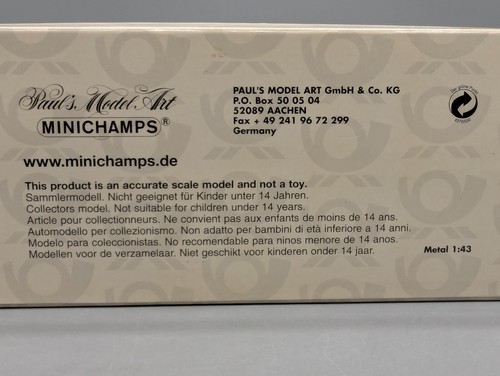 Paul's Model Art
MINICHAMPS®
www.minichamps.de
PAUL'S MODEL ART GmbH & Co. KG
P.O. Box 50 05 04
52089 AACHEN
Fax + 49 241 96 72 299
Germany
This product is an accurate scale model and not a toy.
Sammlermodell. Nicht geeignet für Kinder unter 14 Jahren.
Collectors model. Not suitable for children under 14 years.
Article pour collectionneurs. Ne convient pas aux enfants de moins de 14 ans.
Automodello per collezionismo. Non adatto per bambini di età inferiore a 14 anni.
Modelo para coleccionistas. No recomendable para ninos menore de 14 anos.
Modellen voor de verzamelaar. Niet geschikt voor kinderen onder 14 jaar.
Metal 1:43